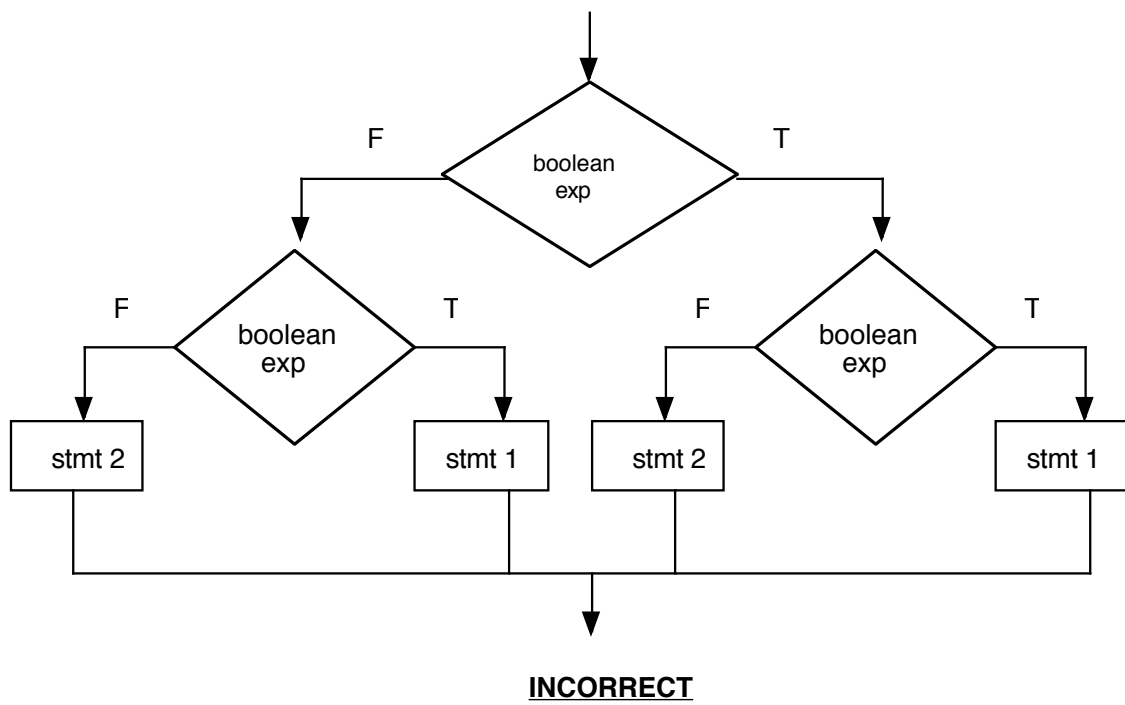 F
T
boolean
exp
F
T
F
T
boolean
exp
boolean
exp
stmt 2
stmt 1
stmt 2
stmt 1
INCORRECT